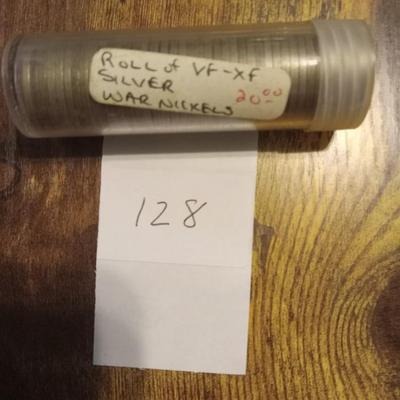 ROLL of VF-XF
SILVER 20.00
WAR NICKELS
128